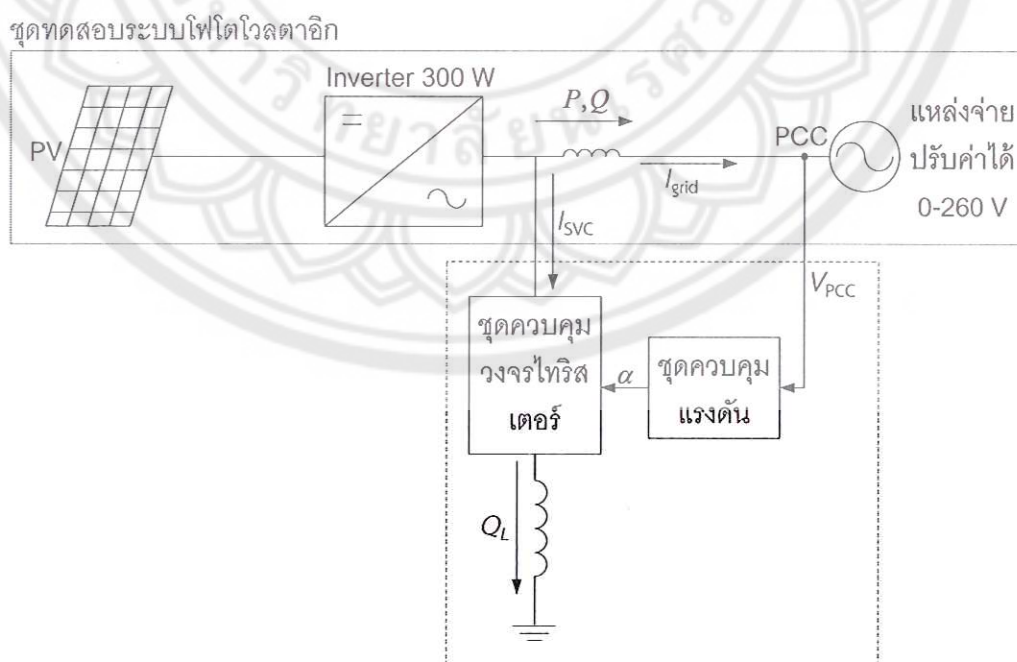 ชุดทดสอบระบบโฟโตโวลตาอิก
Inverter 300 W
P,Q
PV
PCC
แหล่งจ่าย
ปรับค่าได้
0-260 V
I_grid
I_SVC
V_PCC
ชุดควบคุม
วงจรไทริส
เตอร์
α
ชุดควบคุม
แรงดัน
Q_L